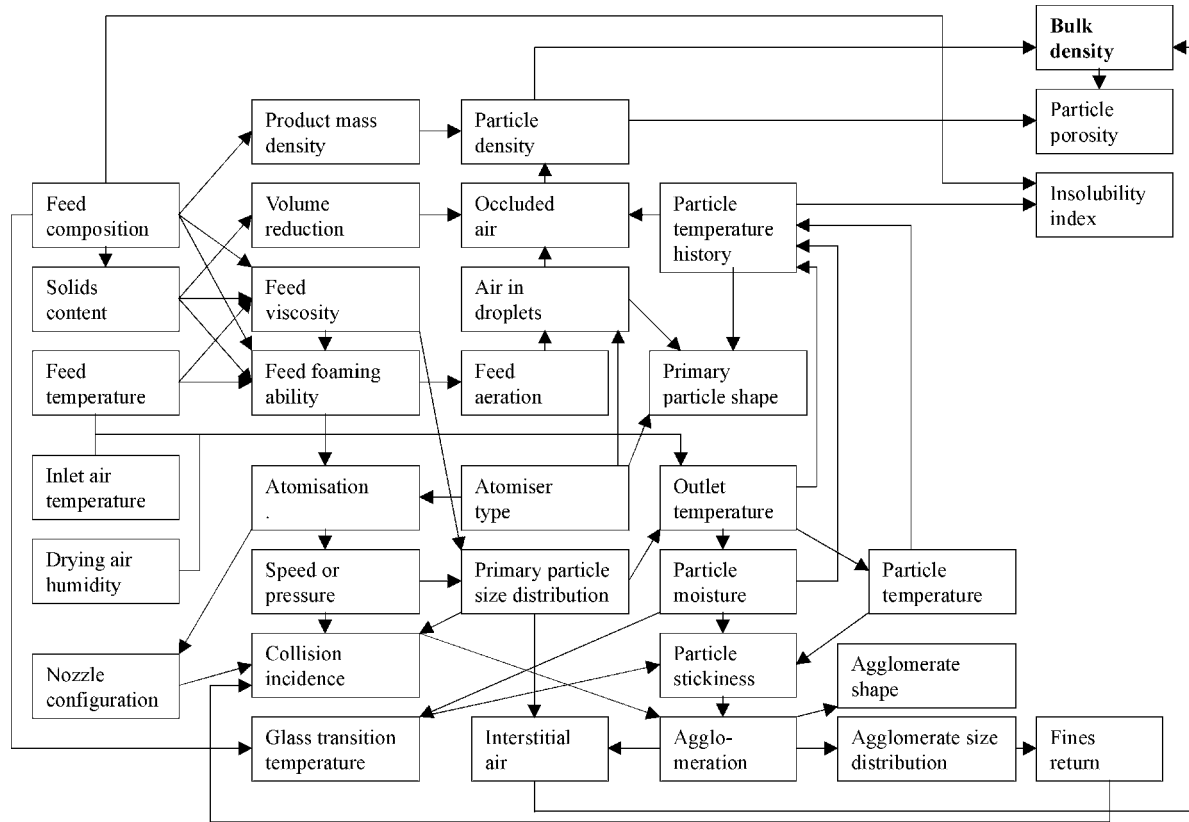 Bulk
density
Product mass
density
Particle
density
Particle
porosity
Feed
composition
Volume
reduction
Occluded
air
Particle
temperature
history
Insolubility
index
Solids
content
Feed
viscosity
Air in
droplets
Feed
temperature
Feed foaming
ability
Feed
aeration
Primary
particle shape
Inlet air
temperature
Atomisation
.
Atomiser
type
Outlet
temperature
Drying air
humidity
Speed or
pressure
Primary particle
size distribution
Particle
moisture
Particle
temperature
Nozzle
configuration
Collision
incidence
Particle
stickiness
Agglomerate
shape
Glass transition
temperature
Interstitial
air
Agglo-
meration
Agglomerate size
distribution
Fines
return